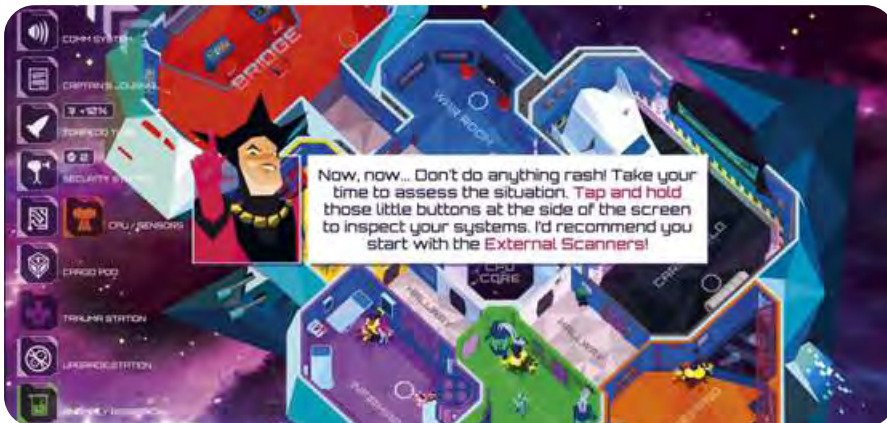 COMM SYSTEM
CAPTAIN'S JOURNAL
+10%
TORPEDO TUBE
2
SECURITY STATION
CPU / SENSORS
CARGO POD
TRAUMA STATION
UPGRADE STATION
BRIDGE
WAR ROOM
Now, now... Don't do anything rash! Take your
time to assess the situation. Tap and hold
those little buttons at the side of the screen
to inspect your systems. I'd recommend you
start with the External Scanners!
CPU
CORE
HALLWAY
HALLWAY